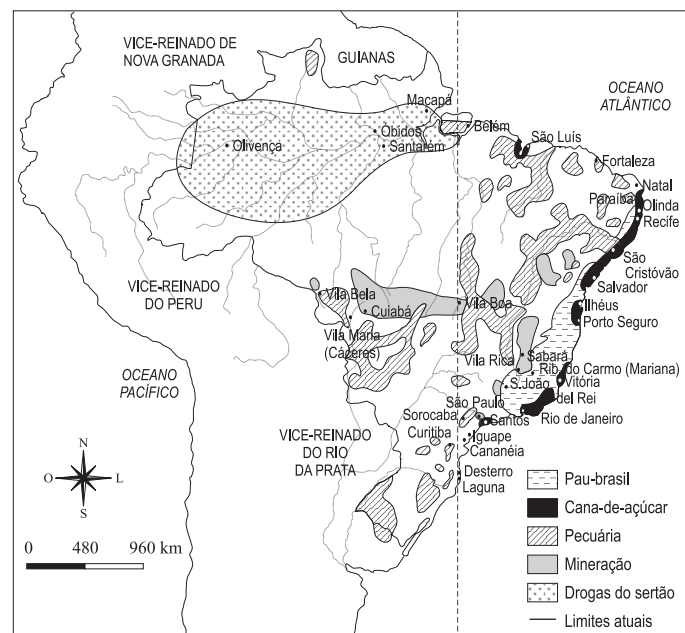 VICE-REINADO DE
NOVA GRANADA
GUIANAS
OCEANO
ATLÂNTICO
Macapá
Belém
Óbidos
São Luís
Olivença
Santarém
Fortaleza
Natal
Paraíba
Olinda
Recife
São
Cristóvão
VICE-REINADO
DO PERU
Salvador
Vila Bela
Vila Boa
Ilhéus
Cuiabá
Porto Seguro
Vila Maria
(Cáceres)
Vila Rica
Sabará
Rib. do Carmo (Mariana)
OCEANO
PACÍFICO
S. João
Vitória
del Rei
São Paulo
Sorocaba
Santos
Rio de Janeiro
Curitiba
VICE-REINADO
DO RIO
DA PRATA
Iguape
Cananéia
N
O
L
S
Desterro
Laguna
0 480 960 km
Pau-brasil
Cana-de-açúcar
Pecuária
Mineração
Drogas do sertão
Limites atuais